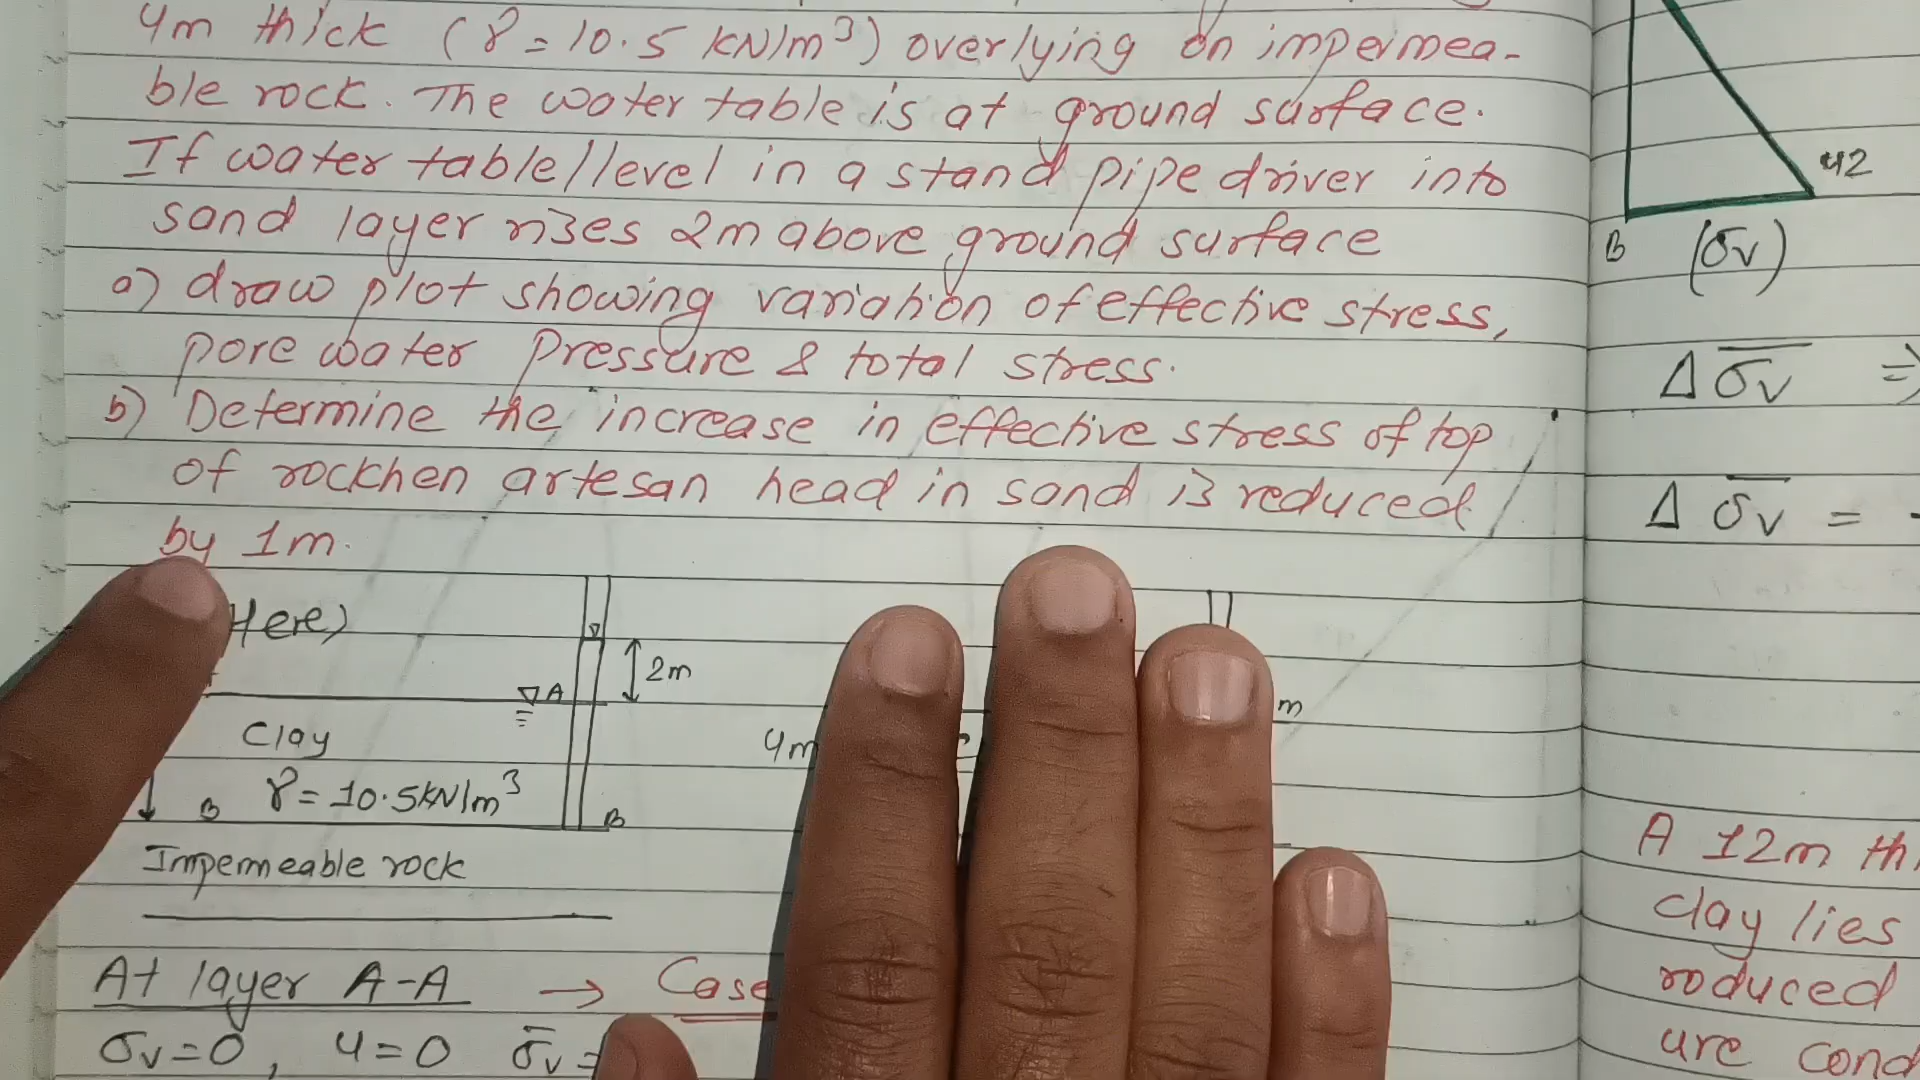 4m thick (γ = 10.5 KN/m³) overlying on impermea-
ble rock. The water table is at ground surface.
If water table/level in a stand pipe driver into
sand layer rises 2m above ground surface
a) draw plot showing variation of effective stress,
pore water pressure & total stress.
b) Determine the increase in effective stress of top
of rockhen artesan head in sand is reduced
by 1m.
Here)
2m
A
m
Clay
4m
γ = 10.5KN/m³
B
B
Impermeable rock
At layer A-A → Case
σv=0, u=0 σ̄v=
u2
B (σv)
Δ σ̄v ⇒
Δ σ̄v =
A 12m th
clay lies
roduced
are cond